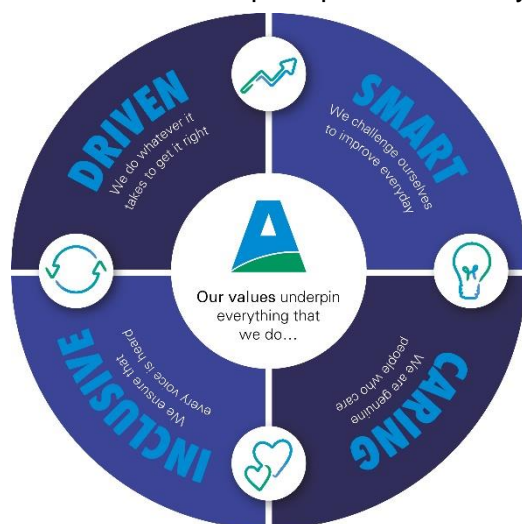 DRIVEN
We do whatever it
takes to get it right
SMART
We challenge ourselves
to improve everyday
A
Our values underpin
everything that
we do...
INCLUSIVE
We ensure that
every voice is heard
CARING
We are genuine
people who care